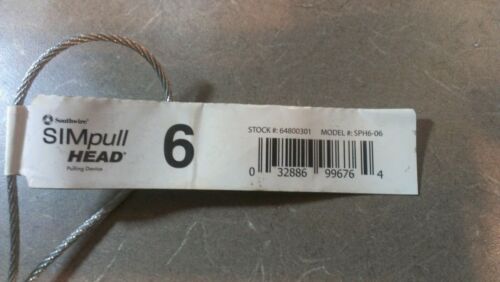 Southwire®
SIMpull
HEAD®
Pulling Device
6
STOCK #: 64800301 MODEL #: SPH6-06
0 32886 99676 4